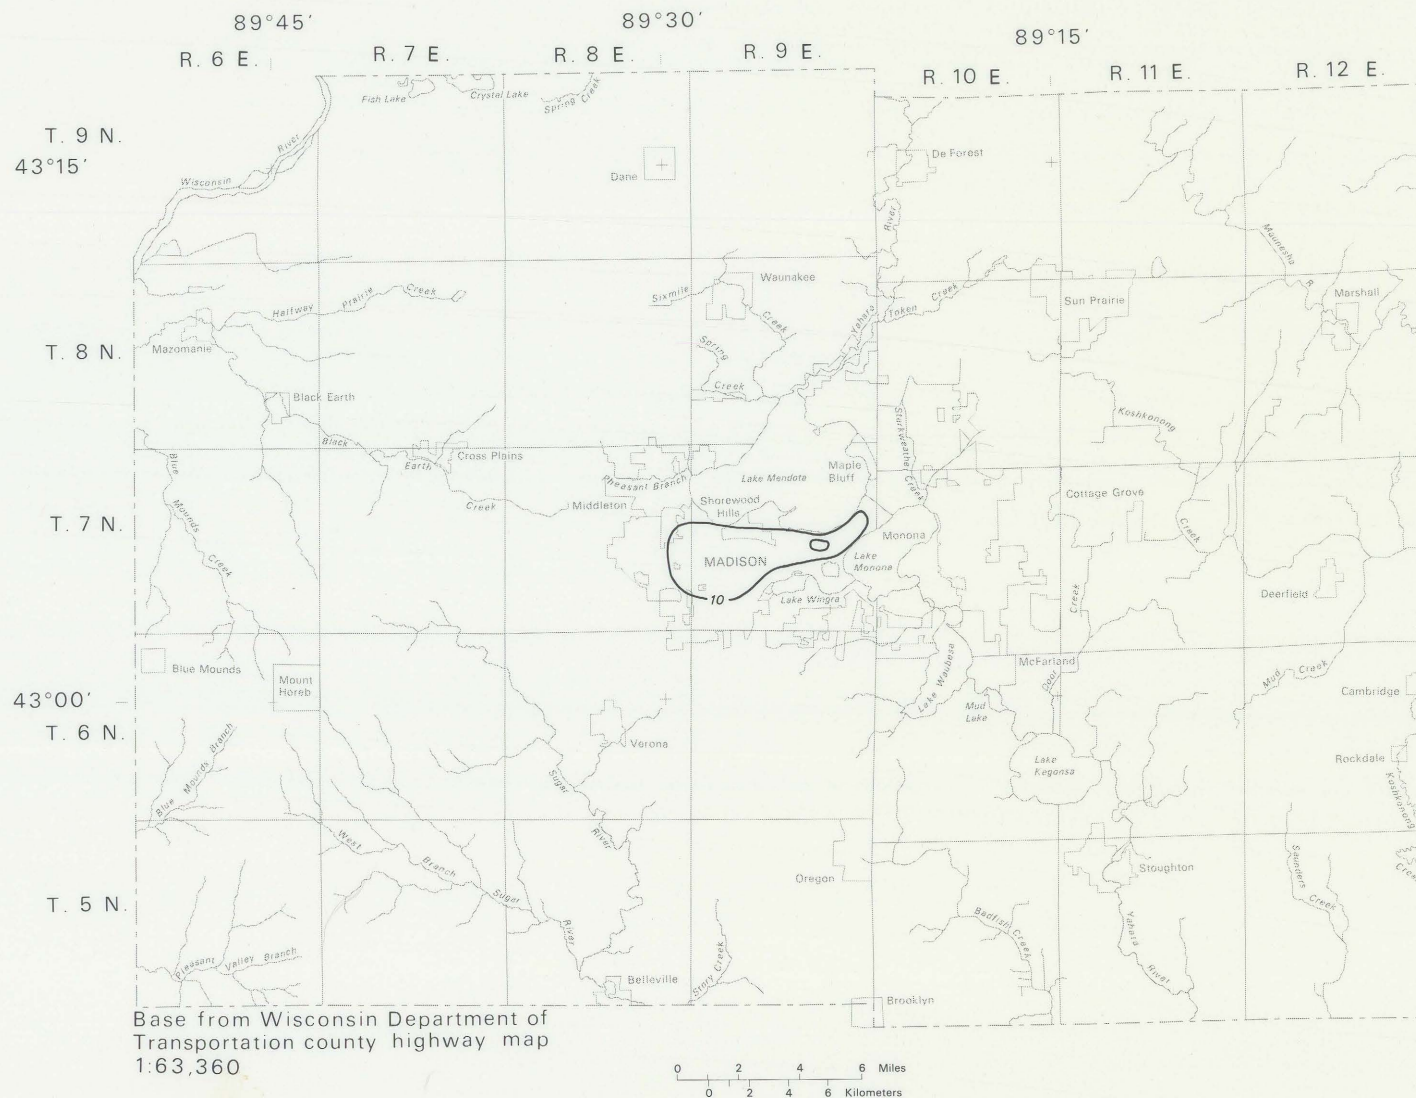 89°45′
89°30′
89°15′
R. 6 E.
R. 7 E.
R. 8 E.
R. 9 E.
R. 10 E.
R. 11 E.
R. 12 E.
Fish Lake
Crystal Lake
Spring Creek
T. 9 N.
43°15′
Wisconsin
River
Dane
De Forest
River
Maunesha
R
Waunakee
Sixmile
Creek
Halfway Prairie Creek
Yahara
Token Creek
Sun Prairie
Marshall
T. 8 N.
Mazomanie
Spring
Creek
Black Earth
Starkweather Creek
Koshkonong
Creek
Black
Earth
Creek
Cross Plains
Blue
Mounds
Creek
Pheasant Branch
Lake Mendota
Maple
Bluff
Middleton
Shorewood
Hills
Cottage Grove
T. 7 N.
MADISON
Lake
Monona
Monona
10
Lake Wingra
Deerfield
Creek
Door
Blue Mounds
Mount
Horeb
McFarland
Lake Waubesa
Mud
Lake
Mud Creek
Cambridge
43°00′
T. 6 N.
Blue Mounds Branch
Verona
Sugar
River
Lake
Kegonsa
Rockdale
Koshkonong
Creek
West
Branch
Sugar
River
Oregon
Stoughton
Saunders
Creek
T. 5 N.
Badfish Creek
Yahara
River
Pleasant
Valley Branch
Belleville
Story Creek
Brooklyn
Base from Wisconsin Department of
Transportation county highway map
1:63,360
0 2 4 6 Miles
0 2 4 6 Kilometers